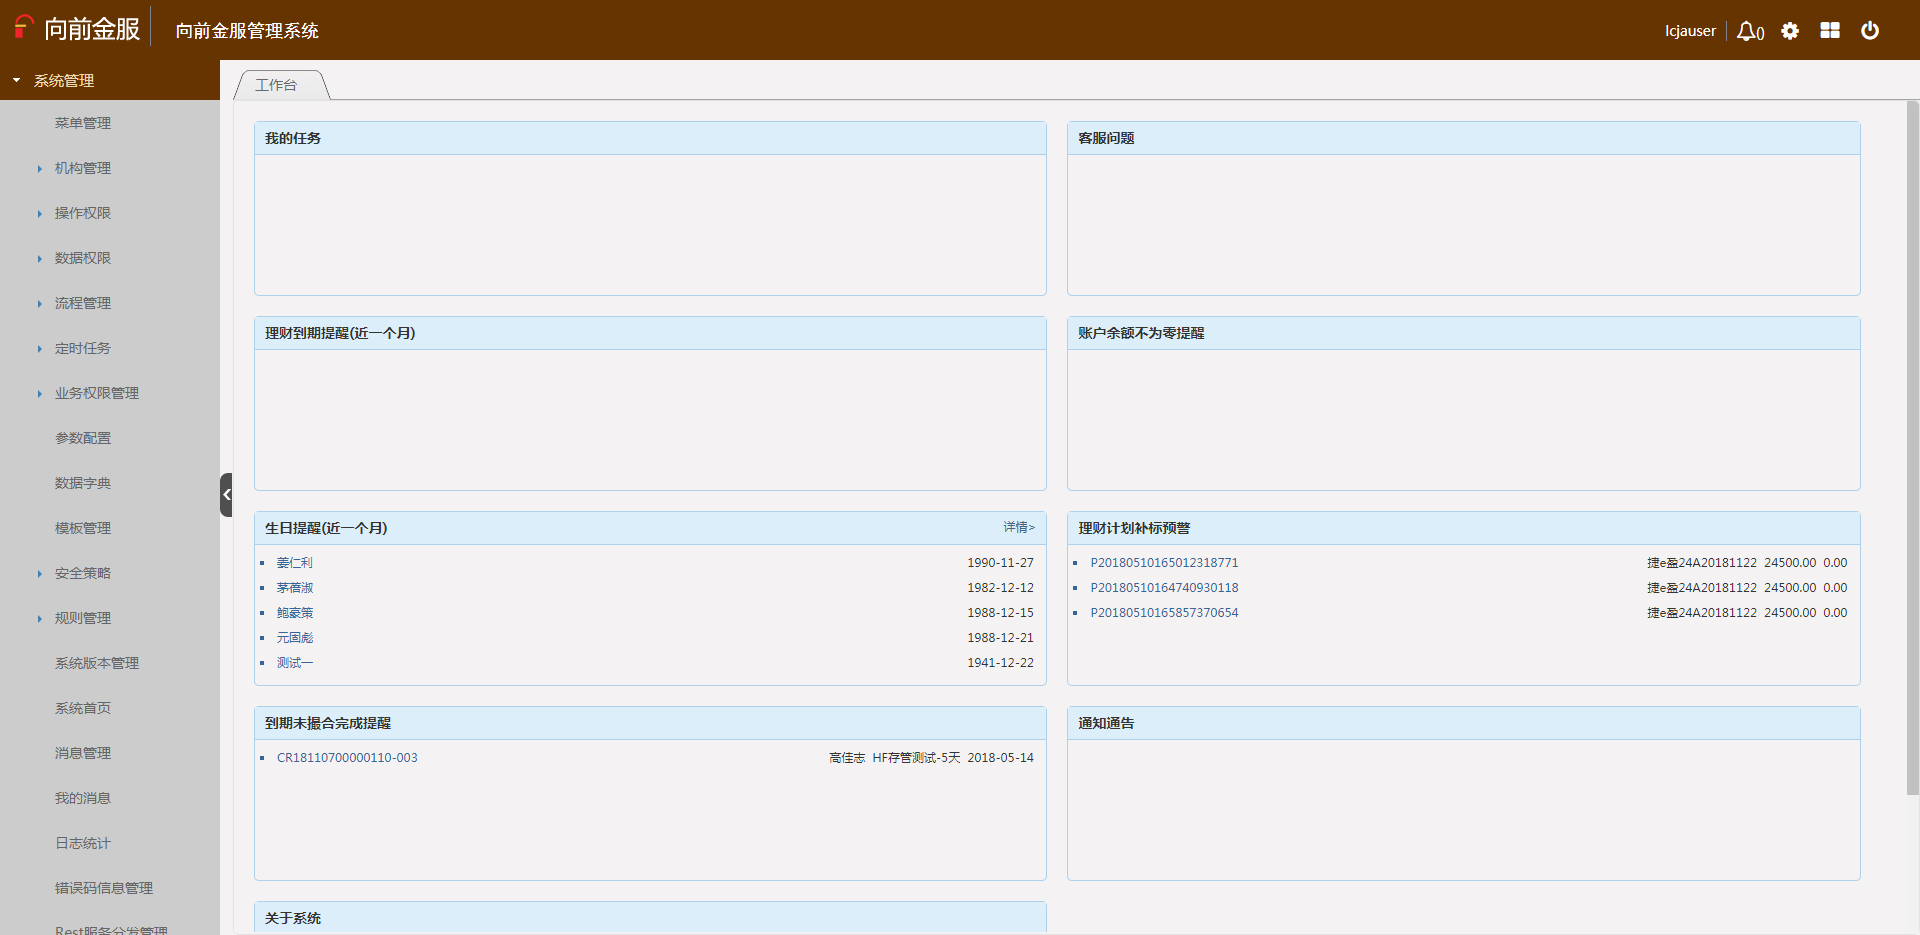 向前金服
向前金服管理系统
lcjauser
0
系统管理
菜单管理
机构管理
操作权限
数据权限
流程管理
定时任务
业务权限管理
参数配置
数据字典
模板管理
安全策略
规则管理
系统版本管理
系统首页
消息管理
我的消息
日志统计
错误码信息管理
Rest服务分发管理
工作台
我的任务
客服问题
理财到期提醒(近一个月)
账户余额不为零提醒
生日提醒(近一个月) 详情>
姜仁利 1990-11-27
茅蓓淑 1982-12-12
鲍豪策 1988-12-15
元固彪 1988-12-21
测试一 1941-12-22
理财计划补标预警
P20180510165012318771 捷e盈24A20181122 24500.00 0.00
P20180510164740930118 捷e盈24A20181122 24500.00 0.00
P20180510165857370654 捷e盈24A20181122 24500.00 0.00
到期未撮合完成提醒
CR18110700000110-003 高佳志 HF存管测试-5天 2018-05-14
通知通告
关于系统